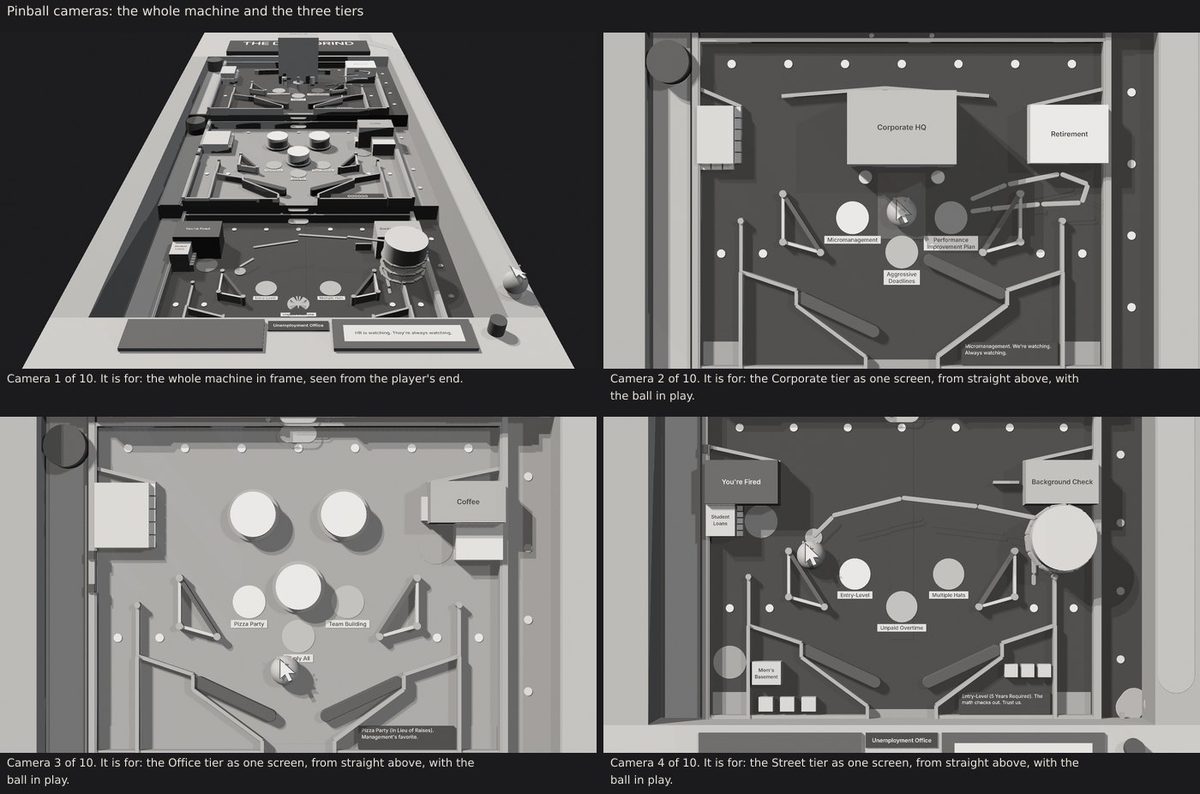 Pinball cameras: the whole machine and the three tiers
HR is watching. They're always watching.
Unemployment Office
Camera 1 of 10. It is for: the whole machine in frame, seen from the player's end.
Corporate HQ
Retirement
Micromanagement
Performance
Improvement Plan
Aggressive
Deadlines
Micromanagement. We're watching.
Always watching.
Camera 2 of 10. It is for: the Corporate tier as one screen, from straight above, with
the ball in play.
Coffee
Pizza Party
Team Building
All
Pizza Party (in Lieu of Raises).
Management's favorite.
Camera 3 of 10. It is for: the Office tier as one screen, from straight above, with the
ball in play.
You're Fired
Background Check
Student
Loans
Entry-Level
Multiple Hats
Unpaid Overtime
Mom's
Basement
Entry-Level (5 Years Required). The
math checks out. Trust us.
Unemployment Office
Camera 4 of 10. It is for: the Street tier as one screen, from straight above, with the
ball in play.